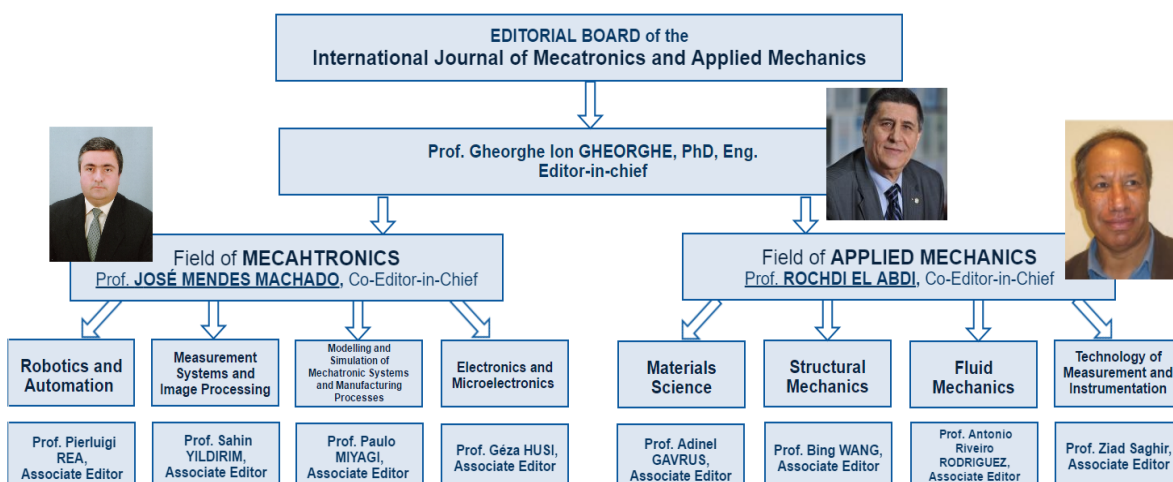 EDITORIAL BOARD of the
International Journal of Mecatronics and Applied Mechanics
Prof. Gheorghe Ion GHEORGHE, PhD, Eng.
Editor-in-chief
Field of MECAHTRONICS
Prof. JOSÉ MENDES MACHADO, Co-Editor-in-Chief
Field of APPLIED MECHANICS
Prof. ROCHDI EL ABDI, Co-Editor-in-Chief
Robotics and
Automation
Measurement
Systems and
Image Processing
Modelling and
Simulation of
Mechatronic Systems
and Manufacturing
Processes
Electronics and
Microelectronics
Materials
Science
Structural
Mechanics
Fluid
Mechanics
Technology of
Measurement and
Instrumentation
Prof. Pierluigi
REA,
Associate Editor
Prof. Sahin
YILDIRIM,
Associate Editor
Prof. Paulo
MIYAGI,
Associate Editor
Prof. Géza HUSI,
Associate Editor
Prof. Adinel
GAVRUS,
Associate Editor
Prof. Bing WANG,
Associate Editor
Prof. Antonio
Riveiro
RODRIGUEZ,
Associate Editor
Prof. Ziad Saghir,
Associate Editor